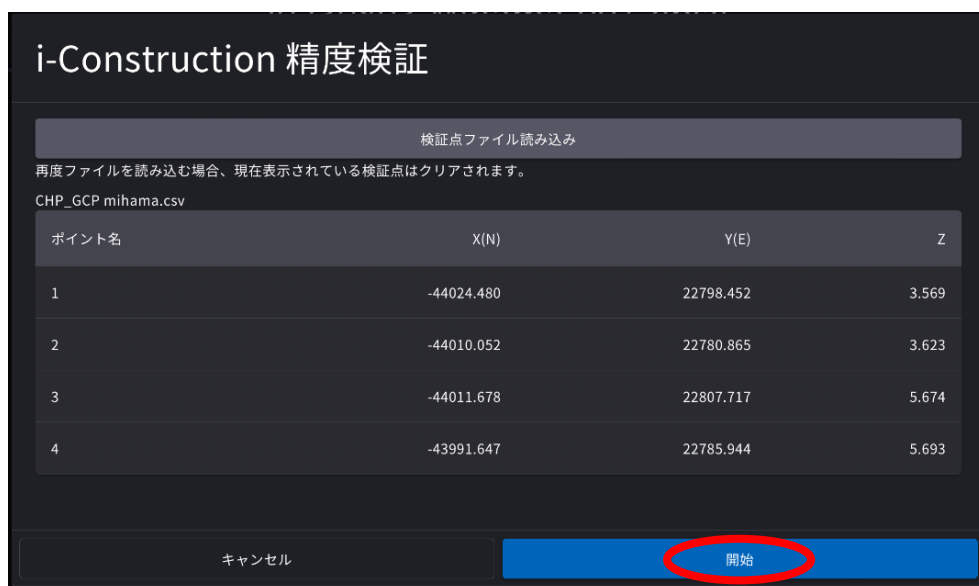 i-Construction 精度検証
検証点ファイル読み込み
再度ファイルを読み込む場合、現在表示されている検証点はクリアされます。
CHP_GCP mihama.csv
ポイント名 X(N) Y(E) Z
1 -44024.480 22798.452 3.569
2 -44010.052 22780.865 3.623
3 -44011.678 22807.717 5.674
4 -43991.647 22785.944 5.693
キャンセル 開始